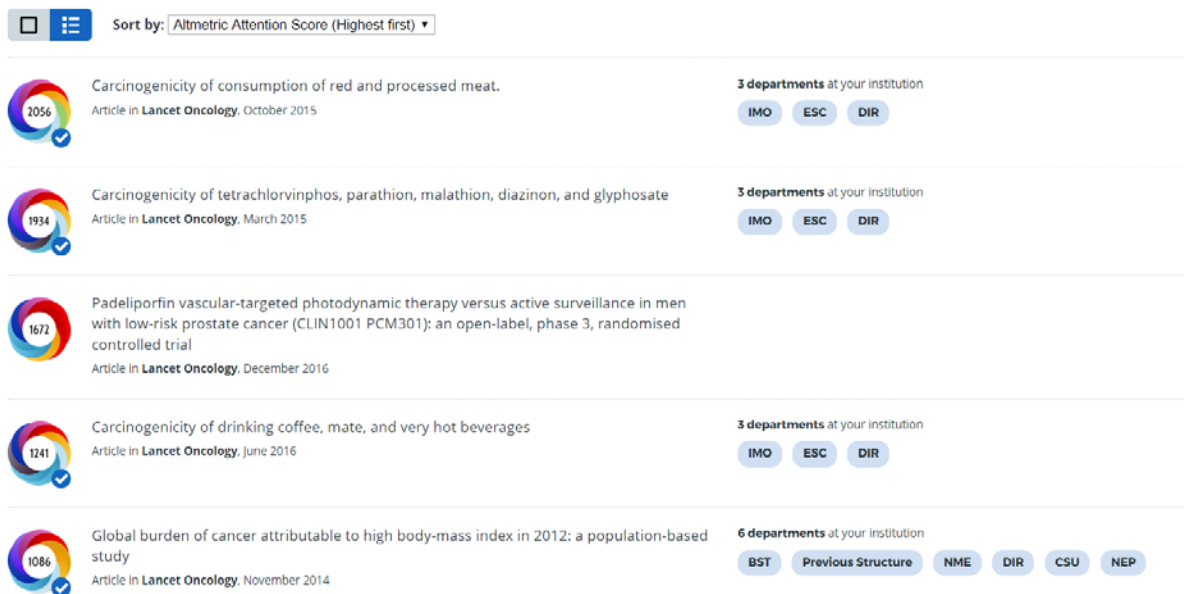 Sort by: Altmetric Attention Score (Highest first)
2056
Carcinogenicity of consumption of red and processed meat.
Article in Lancet Oncology, October 2015
3 departments at your institution
IMO ESC DIR
1934
Carcinogenicity of tetrachlorvinphos, parathion, malathion, diazinon, and glyphosate
Article in Lancet Oncology, March 2015
3 departments at your institution
IMO ESC DIR
1672
Padeliporfin vascular-targeted photodynamic therapy versus active surveillance in men
with low-risk prostate cancer (CLIN1001 PCM301): an open-label, phase 3, randomised
controlled trial
Article in Lancet Oncology, December 2016
1241
Carcinogenicity of drinking coffee, mate, and very hot beverages
Article in Lancet Oncology, June 2016
3 departments at your institution
IMO ESC DIR
1086
Global burden of cancer attributable to high body-mass index in 2012: a population-based
study
Article in Lancet Oncology, November 2014
6 departments at your institution
BST Previous Structure NME DIR CSU NEP